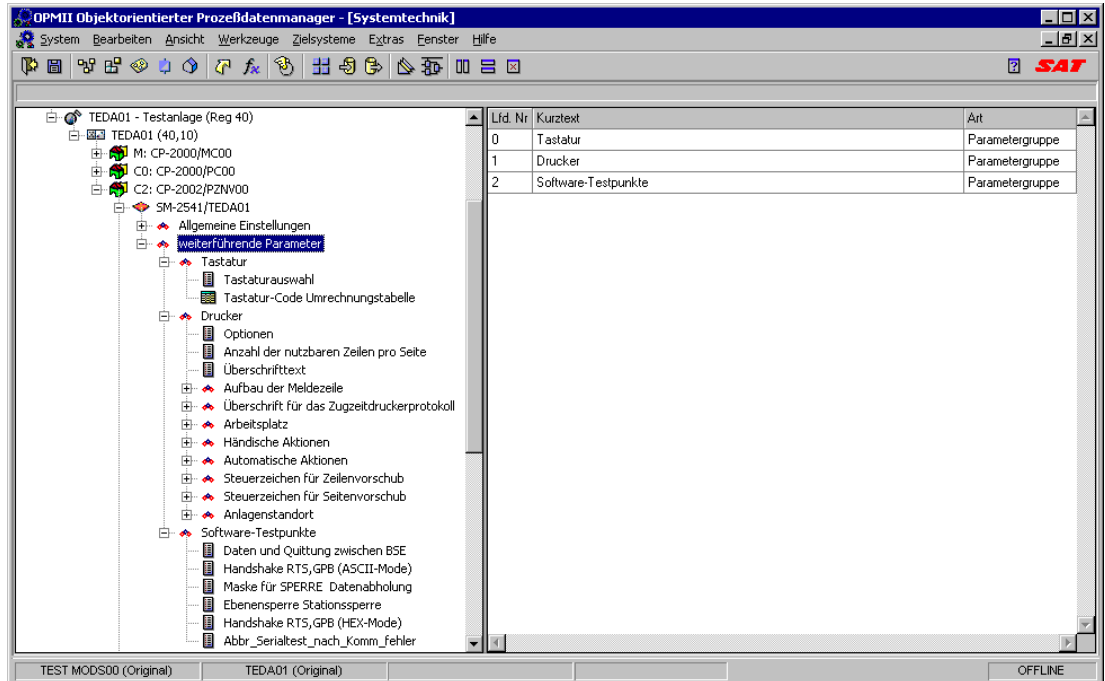 OPMII Objektorientierter Prozeßdatenmanager - [Systemtechnik]
System Bearbeiten Ansicht Werkzeuge Zielsysteme Extras Fenster Hilfe
SAT
TEDA01 - Testanlage (Reg 40)
TEDA01 (40,10)
M: CP-2000/MC00
C0: CP-2000/PC00
C2: CP-2002/PZNV00
SM-2541/TEDA01
Allgemeine Einstellungen
weiterführende Parameter
Tastatur
Tastaturauswahl
Tastatur-Code Umrechnungstabelle
Drucker
Optionen
Anzahl der nutzbaren Zeilen pro Seite
Überschrifttext
Aufbau der Meldezeile
Überschrift für das Zugzeitdruckerprotokoll
Arbeitsplatz
Händische Aktionen
Automatische Aktionen
Steuerzeichen für Zeilenvorschub
Steuerzeichen für Seitenvorschub
Anlagenstandort
Software-Testpunkte
Daten und Quittung zwischen BSE
Handshake RTS,GPB (ASCII-Mode)
Maske für SPERRE Datenabholung
Ebenensperre Stationssperre
Handshake RTS,GPB (HEX-Mode)
Abbr_Serialtest_nach_Komm_fehler
Lfd. Nr Kurztext Art
0 Tastatur Parametergruppe
1 Drucker Parametergruppe
2 Software-Testpunkte Parametergruppe
TEST MODS00 (Original) TEDA01 (Original) OFFLINE